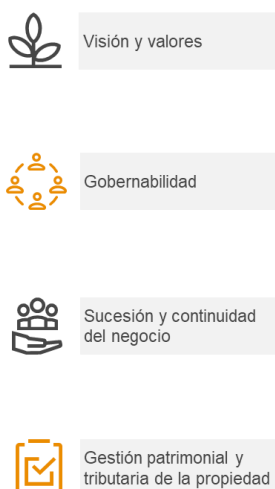 Visión y valores
Gobernabilidad
Sucesión y continuidad
del negocio
Gestión patrimonial y
tributaria de la propiedad